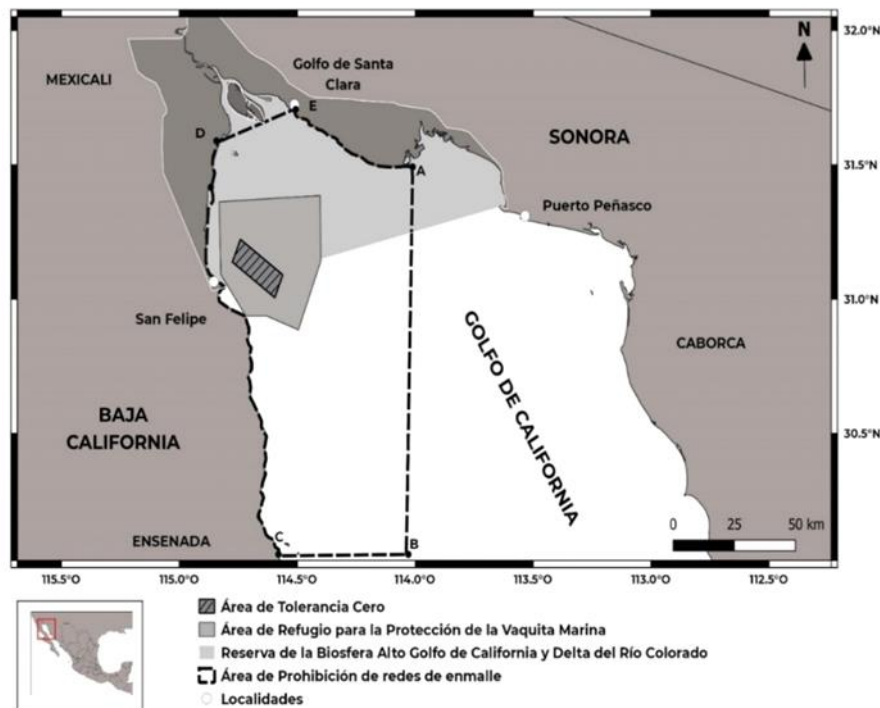 32.0°N
N
Golfo de Santa
Clara
MEXICALI
E
D
SONORA
31.5°N
A
Puerto Peñasco
31.0°N
San Felipe
GOLFO DE CALIFORNIA
CABORCA
BAJA
CALIFORNIA
30.5°N
ENSENADA
C
B
0 25 50 km
115.5°O 115.0°O 114.5°O 114.0°O 113.5°O 113.0°O 112.5°O
Área de Tolerancia Cero
Área de Refugio para la Protección de la Vaquita Marina
Reserva de la Biosfera Alto Golfo de California y Delta del Río Colorado
Área de Prohibición de redes de enmalle
Localidades